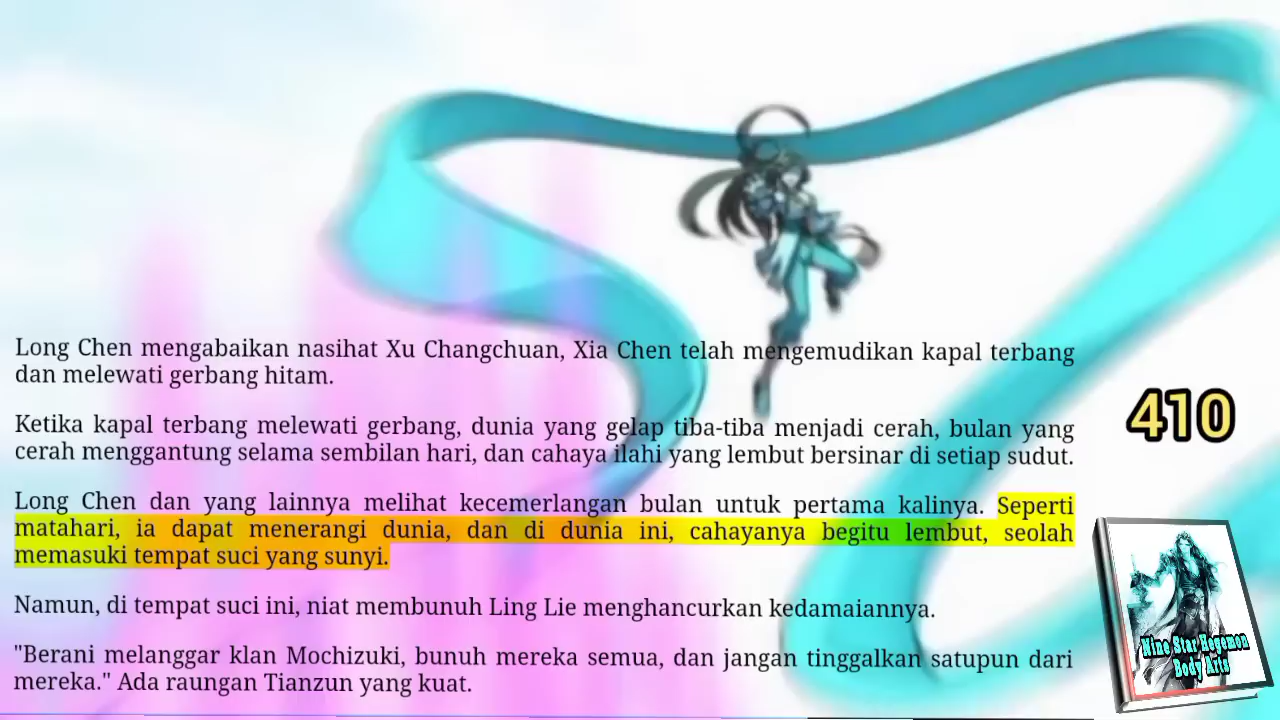 Long Chen mengabaikan nasihat Xu Changchuan, Xia Chen telah mengemudikan kapal terbang
dan melewati gerbang hitam.
Ketika kapal terbang melewati gerbang, dunia yang gelap tiba-tiba menjadi cerah, bulan yang
cerah menggantung selama sembilan hari, dan cahaya ilahi yang lembut bersinar di setiap sudut.
Long Chen dan yang lainnya melihat kecemerlangan bulan untuk pertama kalinya. Seperti
matahari, ia dapat menerangi dunia, dan di dunia ini, cahayanya begitu lembut, seolah
memasuki tempat suci yang sunyi.
Namun, di tempat suci ini, niat membunuh Ling Lie menghancurkan kedamaiannya.
"Berani melanggar klan Mochizuki, bunuh mereka semua, dan jangan tinggalkan satupun dari
mereka." Ada raungan Tianzun yang kuat.
410
Nine Star Hegemon
Body Arts